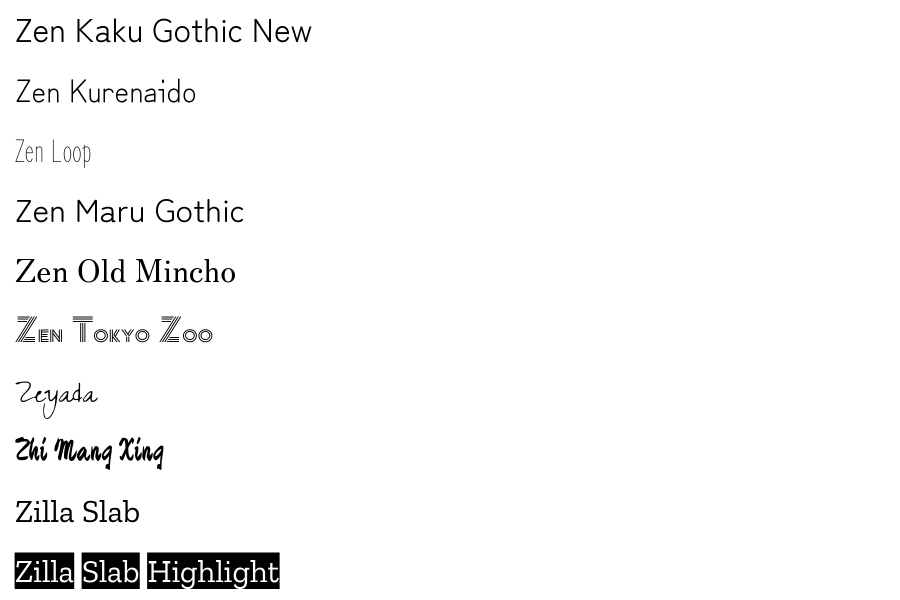 Zen Kaku Gothic New
Zen Kurenaido
Zen Loop
Zen Maru Gothic
Zen Old Mincho
Zen Tokyo Zoo
Zeyada
Zhi Mang Xing
Zilla Slab
Zilla Slab Highlight